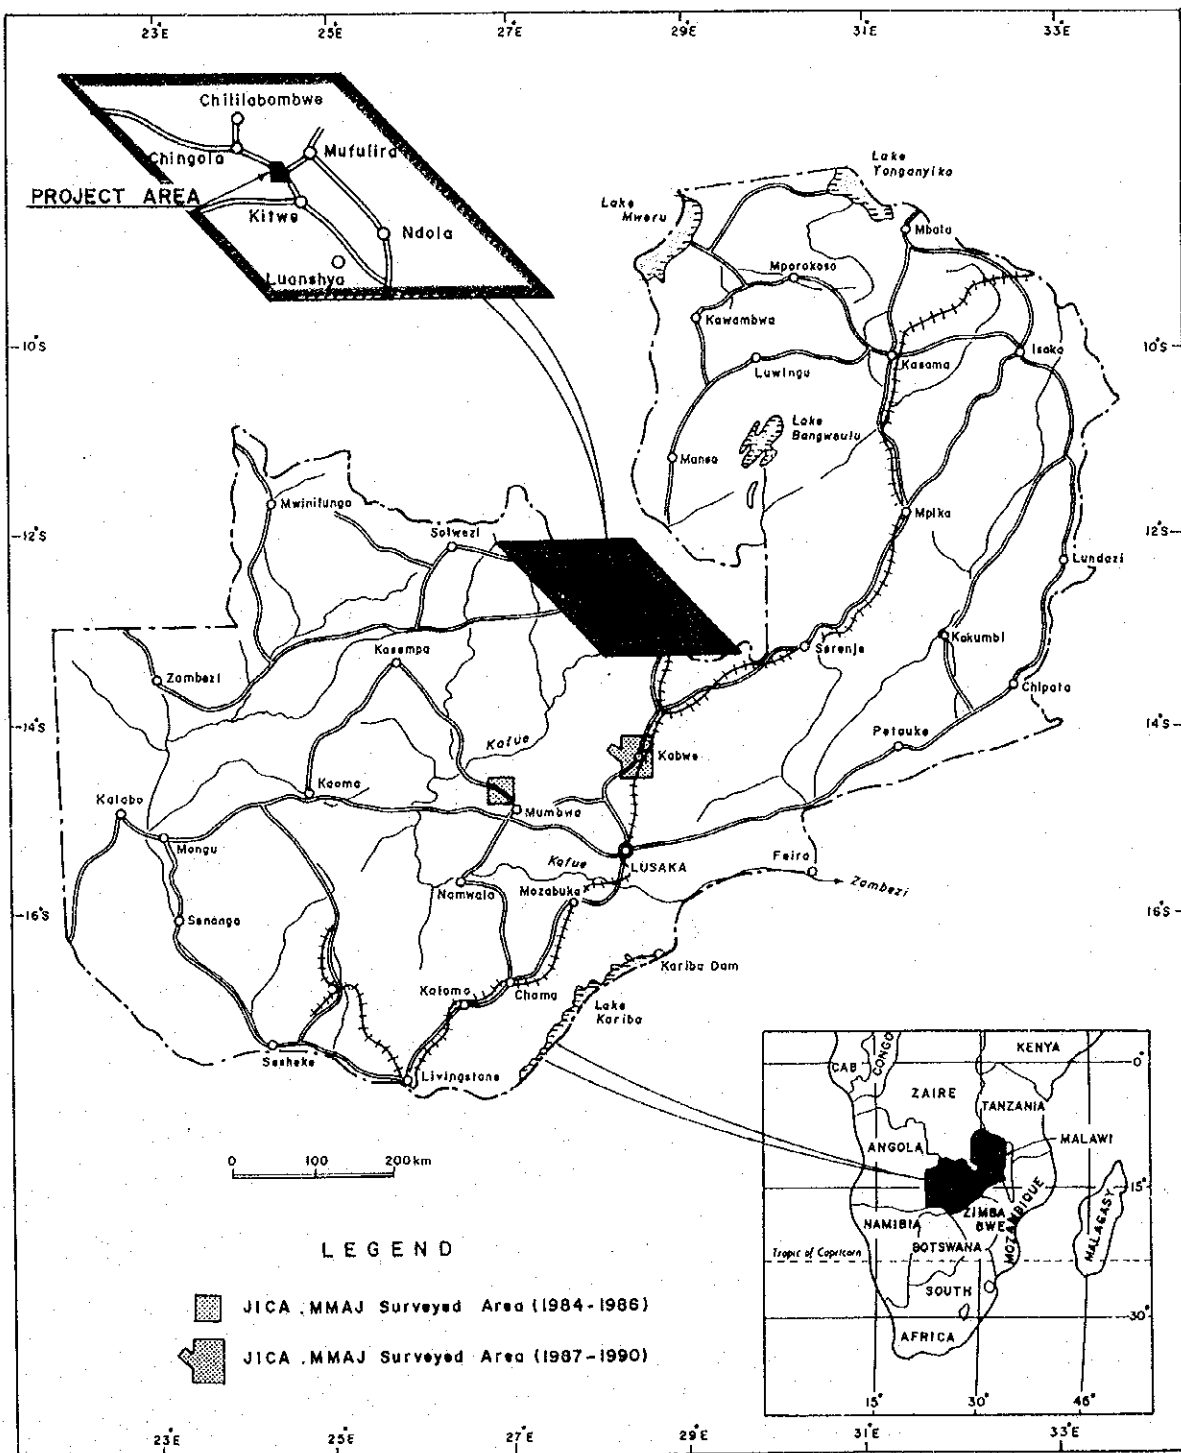 23°E 25°E 27°E 29°E 31°E 33°E
Chililabombwe
Chingola
Mufulira
PROJECT AREA
Kitwe
Ndola
Luanshya
Lake
Tanganyika
Lake
Mweru
Mbala
Mporokoso
Kawambwa
10°S
10°S
Isoka
Kasama
Luwingu
Lake
Bangweulu
Mansa
Mwinilunga
Mpika
12°S
Solwezi
12°S
Lundazi
Kasempa
Kakumbi
Serenje
Zambezi
Chipata
14°S
14°S
Petauke
Kafue
Kabwe
Kaoma
Kalabo
Mumbwa
Mongu
LUSAKA
Feira
Kafue
Zambezi
Namwala
Mazabuka
16°S
Senanga
16°S
Kariba Dam
Kaloma
Choma
Lake
Kariba
Sesheke
Livingstone
0 100 200km
LEGEND
JICA, MMAJ Surveyed Area (1984-1986)
JICA, MMAJ Surveyed Area (1987-1990)
CAB
CONGO
KENYA
0°
ZAIRE
TANZANIA
ANGOLA
MALAWI
15°
ZIMBA
BWE
MOZAMBIQUE
NAMIBIA
MALAGASY
BOTSWANA
Tropic of Capricorn
SOUTH
30°
AFRICA
15° 30° 46°
23°E 25°E 27°E 29°E 31°E 33°E